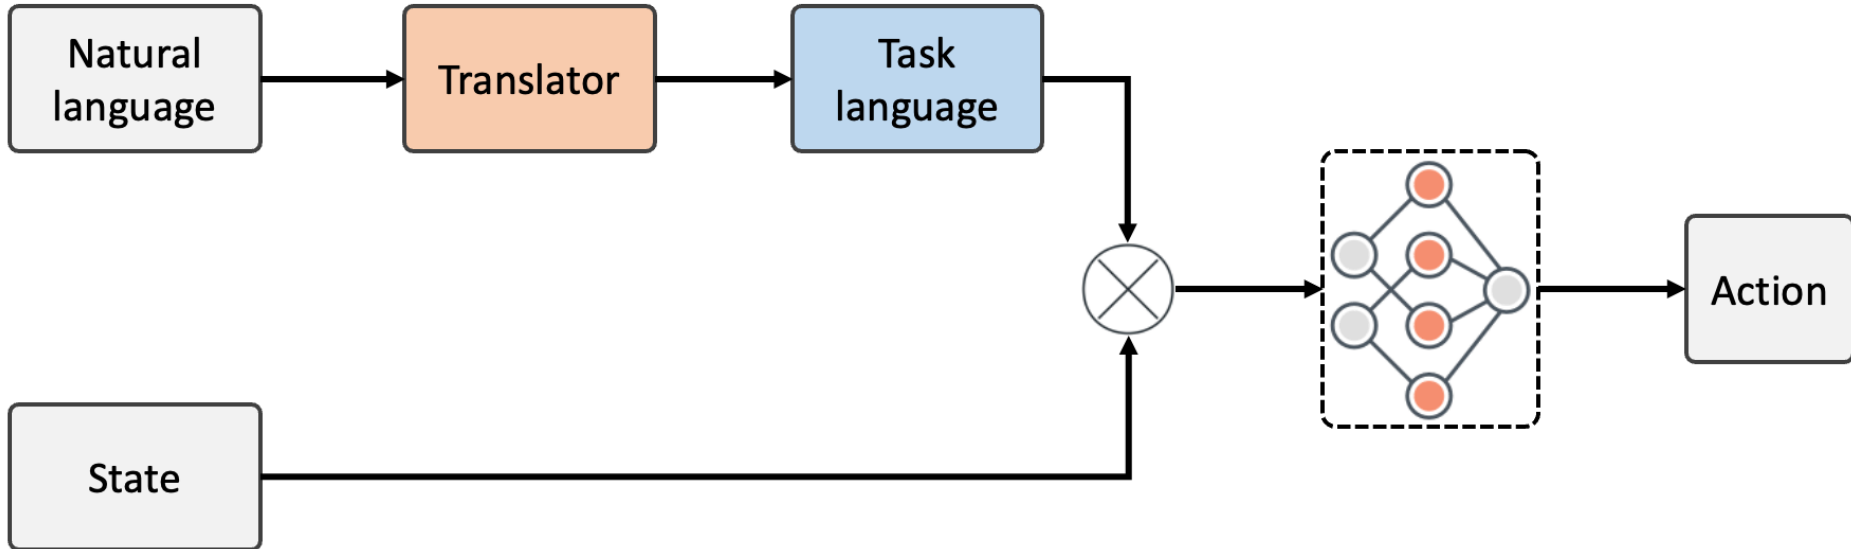 Natural
language
Translator
Task
language
Action
State